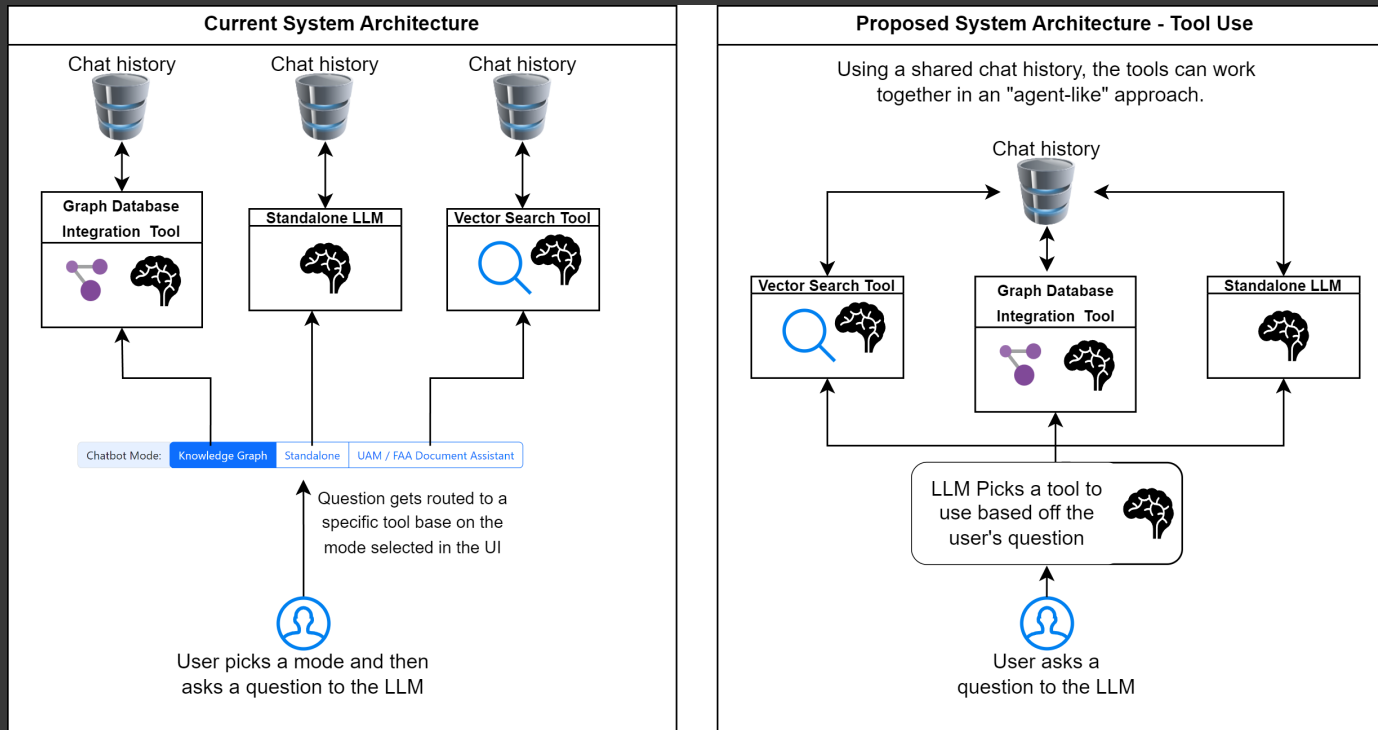 Current System Architecture
Chat history
Chat history
Chat history
Graph Database
Integration Tool
Standalone LLM
Vector Search Tool
Chatbot Mode:
Knowledge Graph
Standalone
UAM / FAA Document Assistant
Question gets routed to a
specific tool base on the
mode selected in the UI
User picks a mode and then
asks a question to the LLM
Proposed System Architecture - Tool Use
Using a shared chat history, the tools can work
together in an "agent-like" approach.
Chat history
Vector Search Tool
Graph Database
Integration Tool
Standalone LLM
LLM Picks a tool to
use based off the
user's question
User asks a
question to the LLM